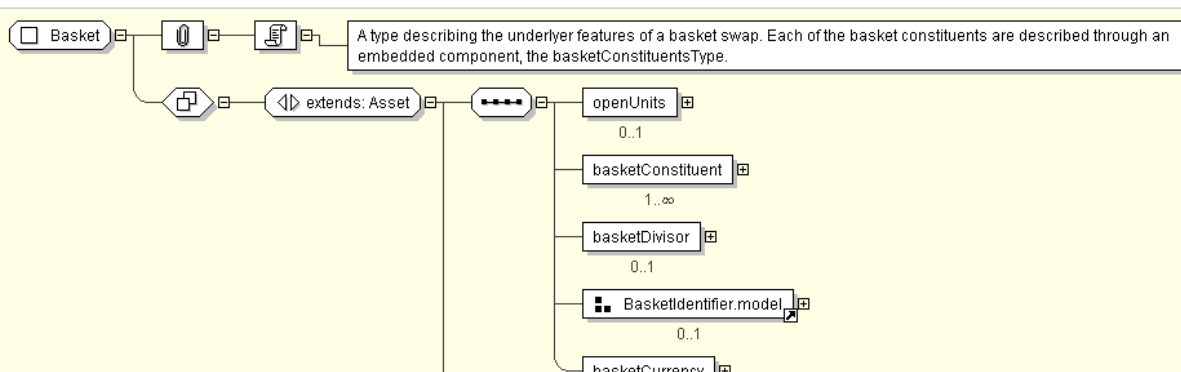 Basket
A type describing the underlyer features of a basket swap. Each of the basket constituents are described through an
embedded component, the basketConstituentsType.
extends: Asset
openUnits
0..1
basketConstituent
1..∞
basketDivisor
0..1
BasketIdentifier.model
0..1
basketCurrency